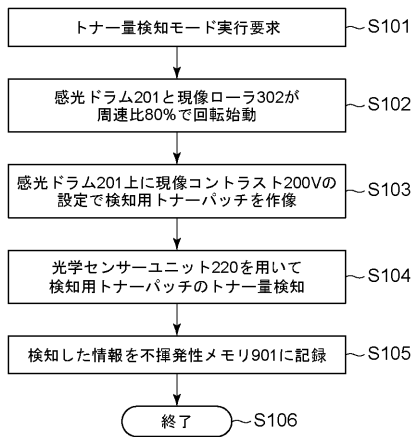 トナー量検知モード実行要求
S101
感光ドラム201と現像ローラ302が
周速比80%で回転始動
S102
感光ドラム201上に現像コントラスト200Vの
設定で検知用トナーパッチを作像
S103
光学センサーユニット220を用いて
検知用トナーパッチのトナー量検知
S104
検知した情報を不揮発性メモリ901に記録
S105
終了
S106